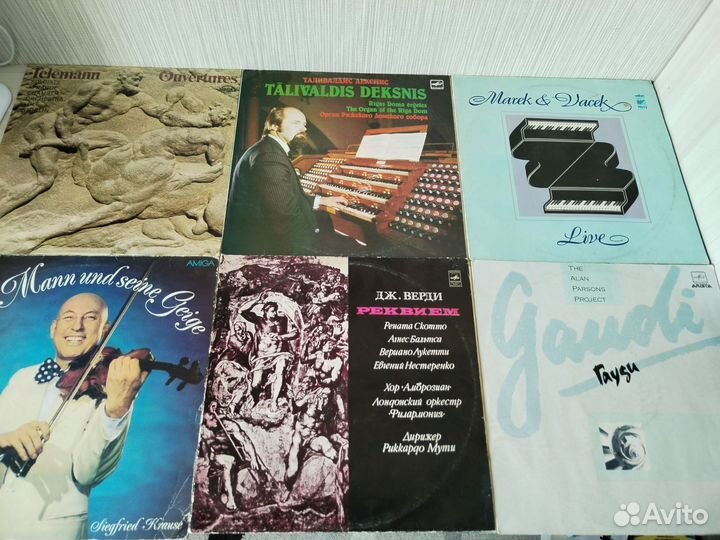 Telemann Ouvertures
ТАЛИВАЛДИС ДЕКСНИС
TĀLIVALDIS DEKSNIS
Rīgas Doma ērģeles
The Organ of the Riga Dom
Орган Рижского Домского собора
Marek & Vacek
Live
Mann und seine Geige
AMIGA
Siegfried Krause
ДЖ. ВЕРДИ
РЕКВИЕМ
Рената Скотто
Агнес Бальтса
Вериано Лукетти
Евгений Нестеренко
Хор «Амброзиан»
Лондонский оркестр
«Филармония»
Дирижер
Риккардо Мути
THE
ALAN
PARSONS
PROJECT
ARISTA
Gaudi
Гауди
Avito